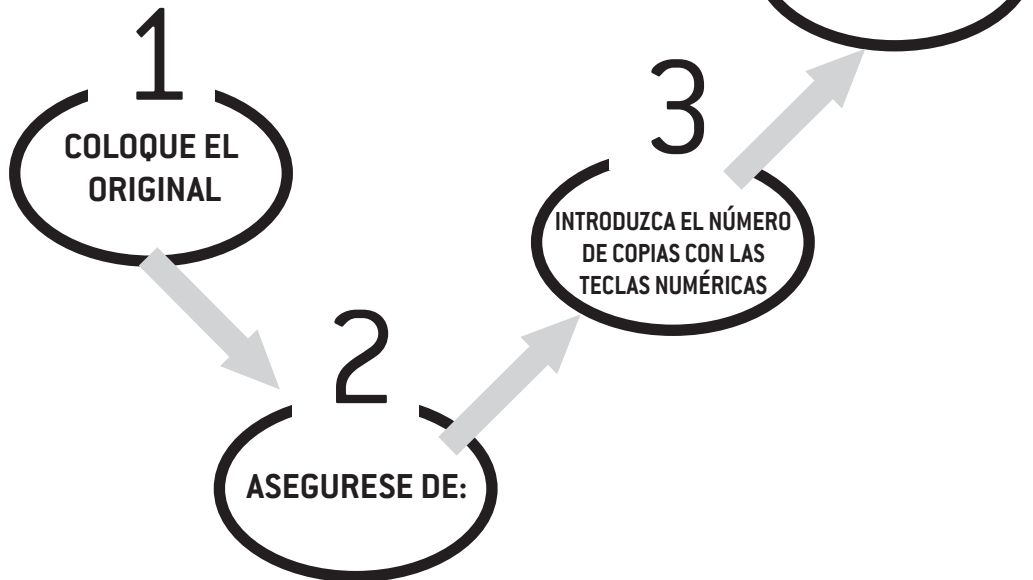 1
COLOQUE EL
ORIGINAL
2
ASEGURESE DE:
3
INTRODUZCA EL NÚMERO
DE COPIAS CON LAS
TECLAS NUMÉRICAS